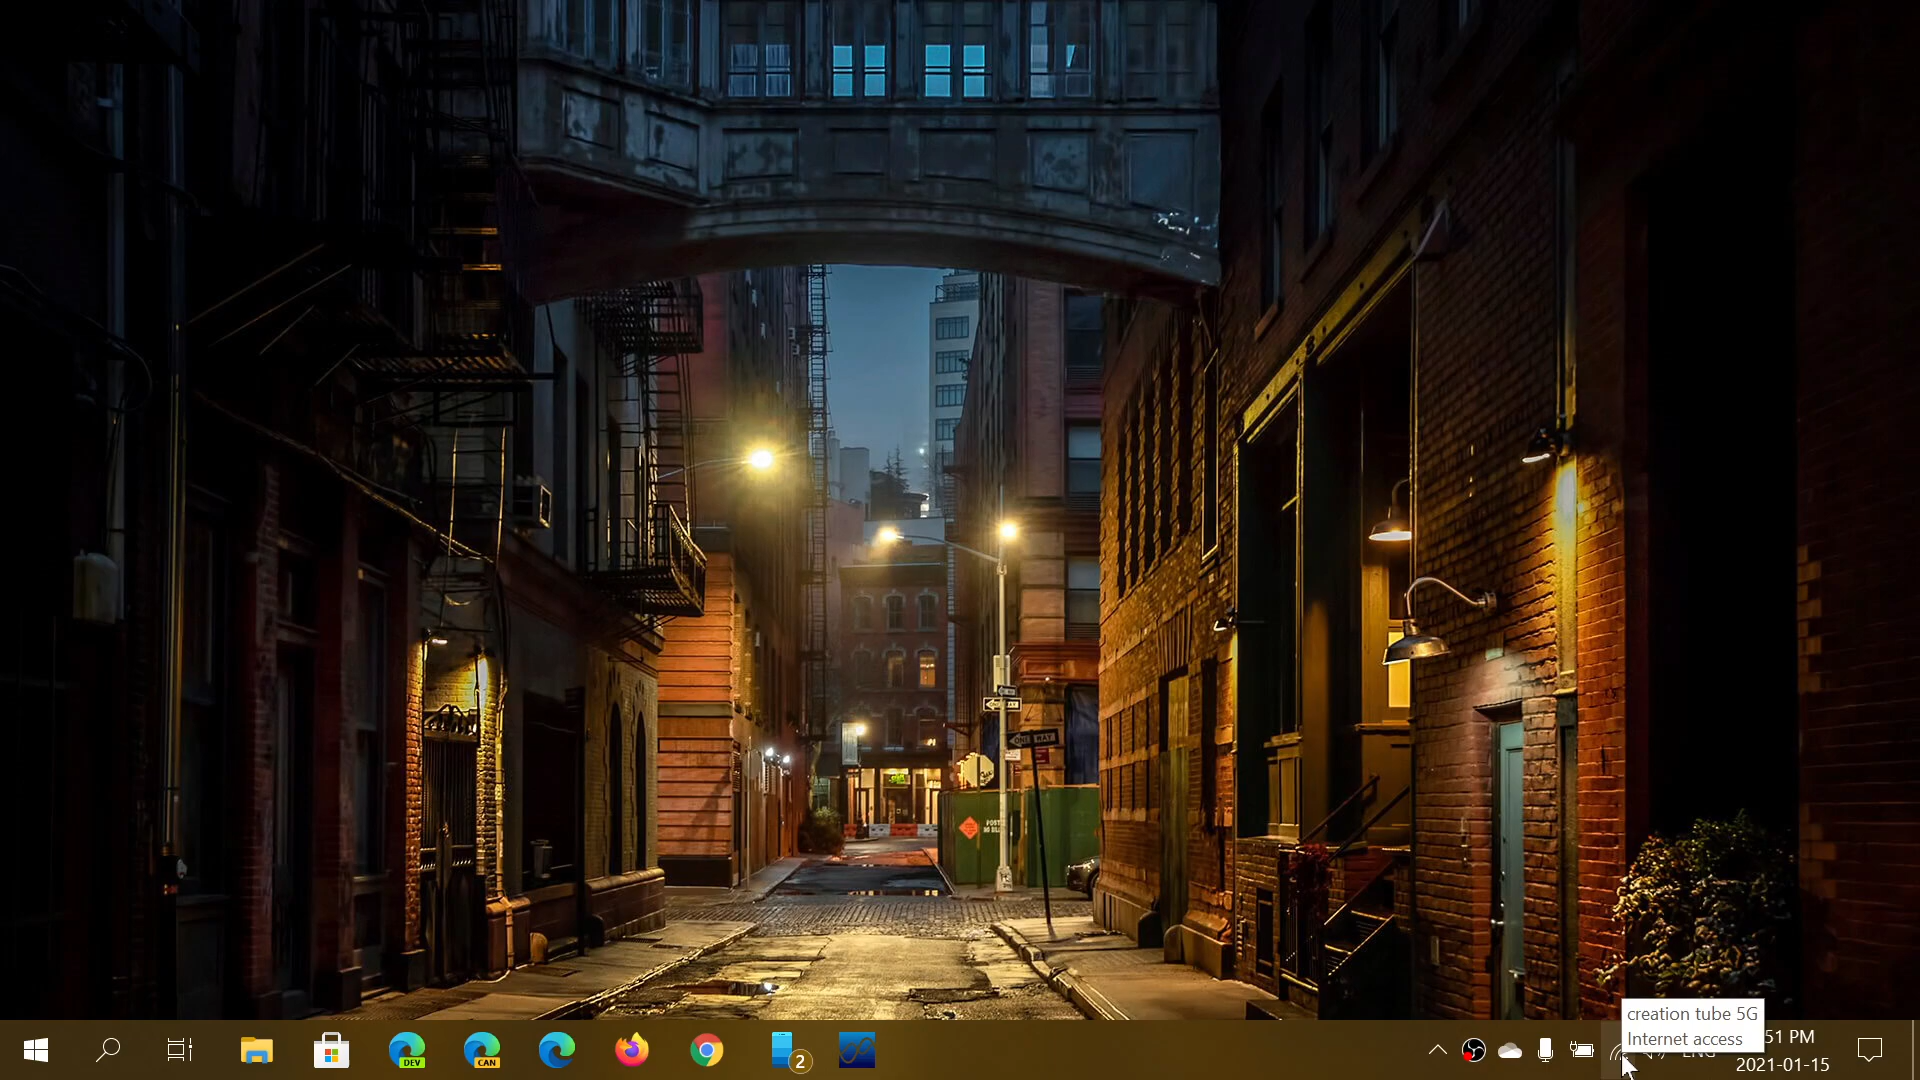 ONE WAY
DEV
CAN
2
creation tube 5G
Internet access
51 PM
2021-01-15